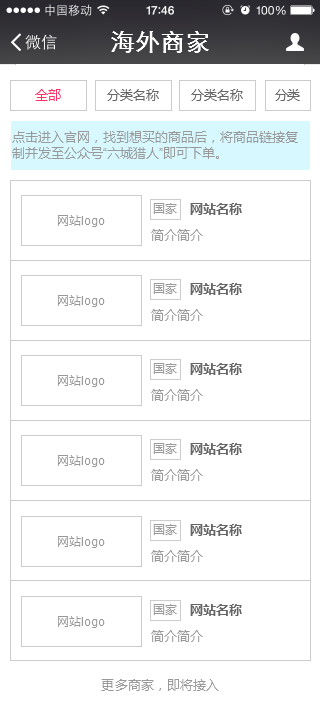 中国移动 17:46 100%
微信 海外商家
全部 分类名称 分类名称 分类
点击进入官网，找到想买的商品后，将商品链接复
制并发至公众号“六城猎人”即可下单。
网站logo 国家 网站名称
简介简介
网站logo 国家 网站名称
简介简介
网站logo 国家 网站名称
简介简介
网站logo 国家 网站名称
简介简介
网站logo 国家 网站名称
简介简介
网站logo 国家 网站名称
简介简介
更多商家，即将接入